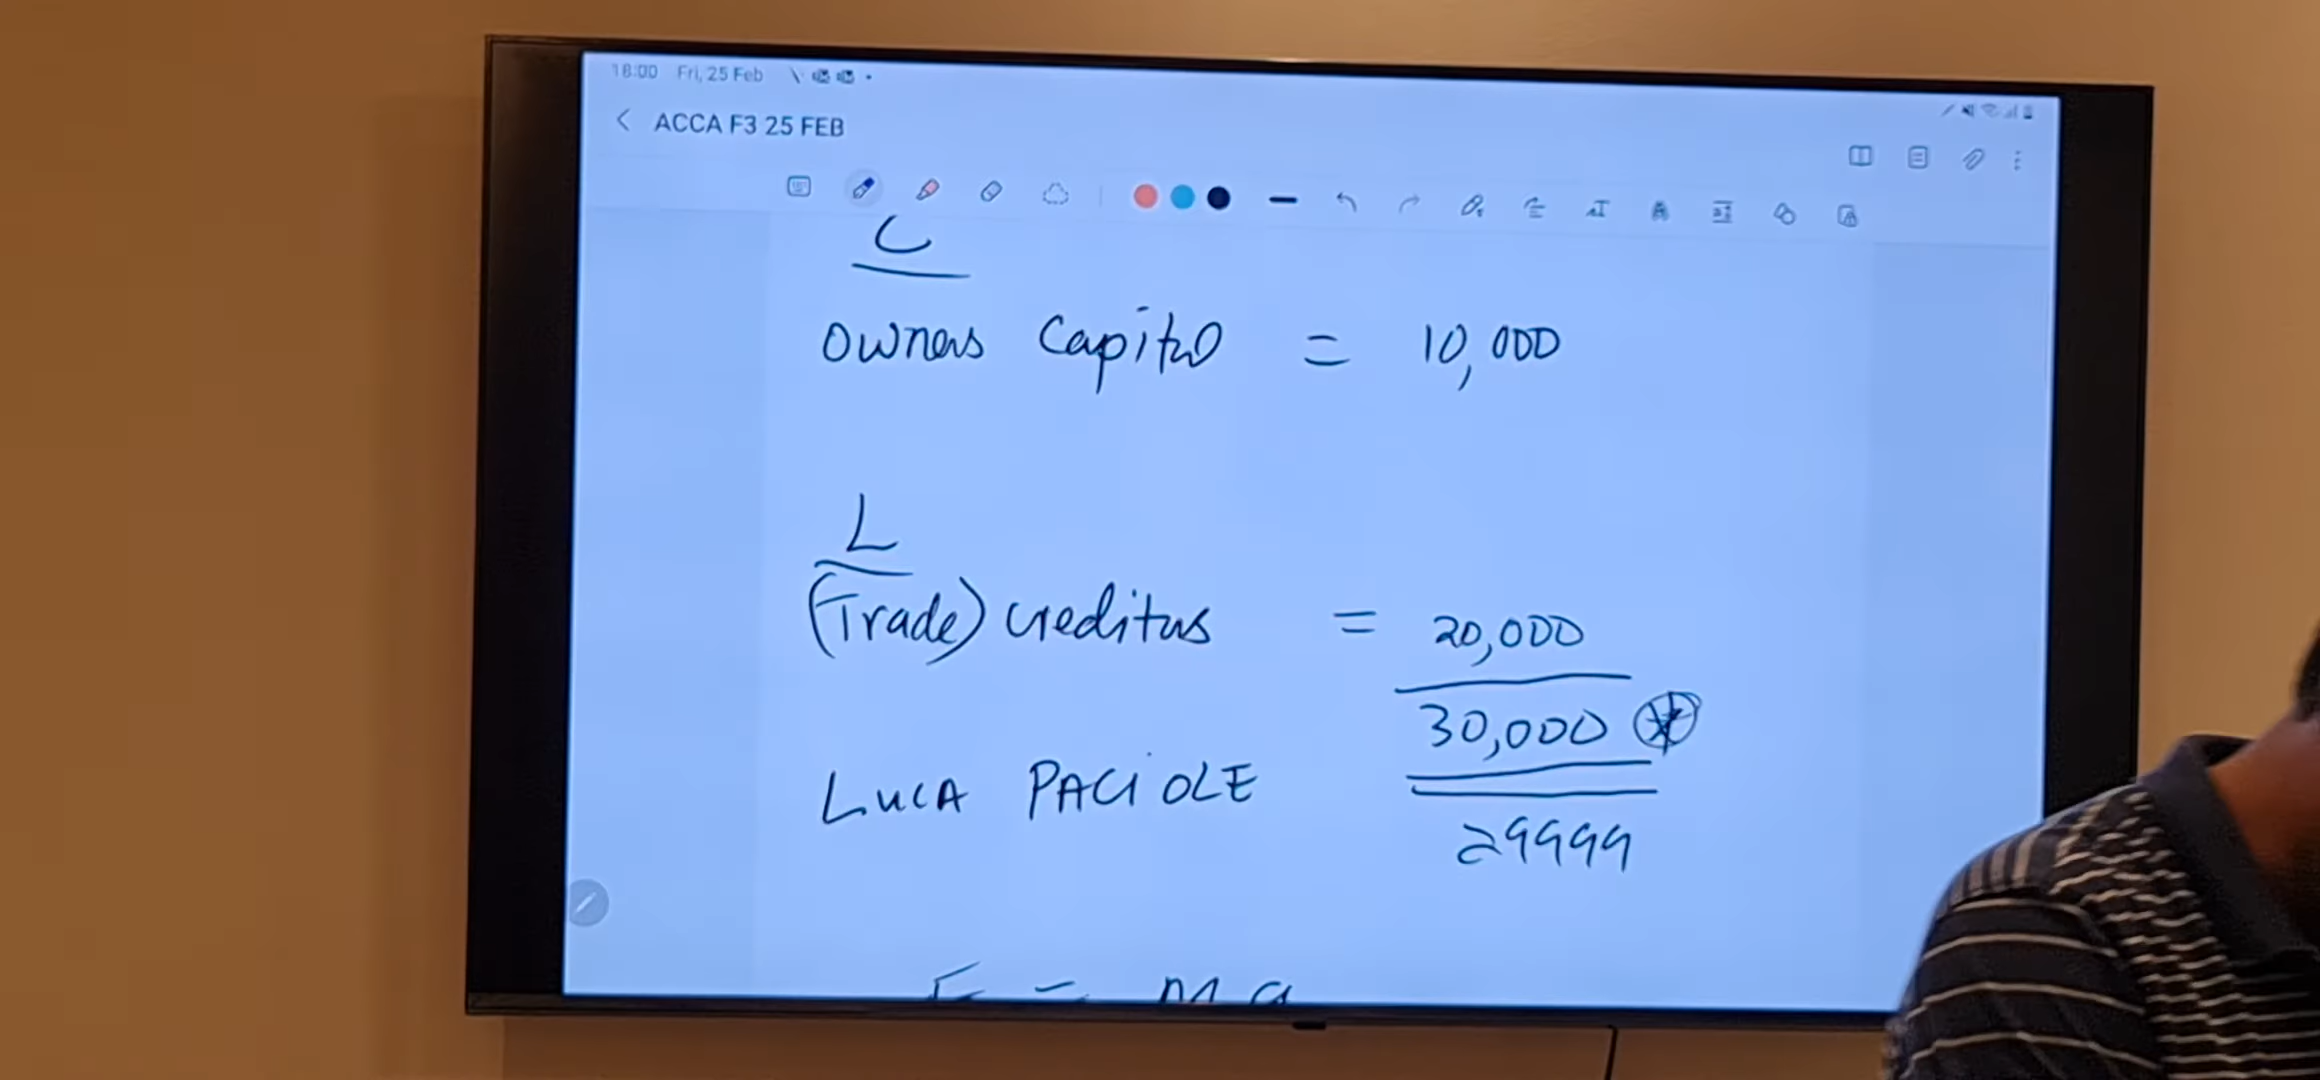 18:00 Fri, 25 Feb
ACCA F3 25 FEB
C
Owners Capital = 10,000
L
(Trade) Creditors = 20,000
30,000
LUCA PACIOLE
29999
F = ma